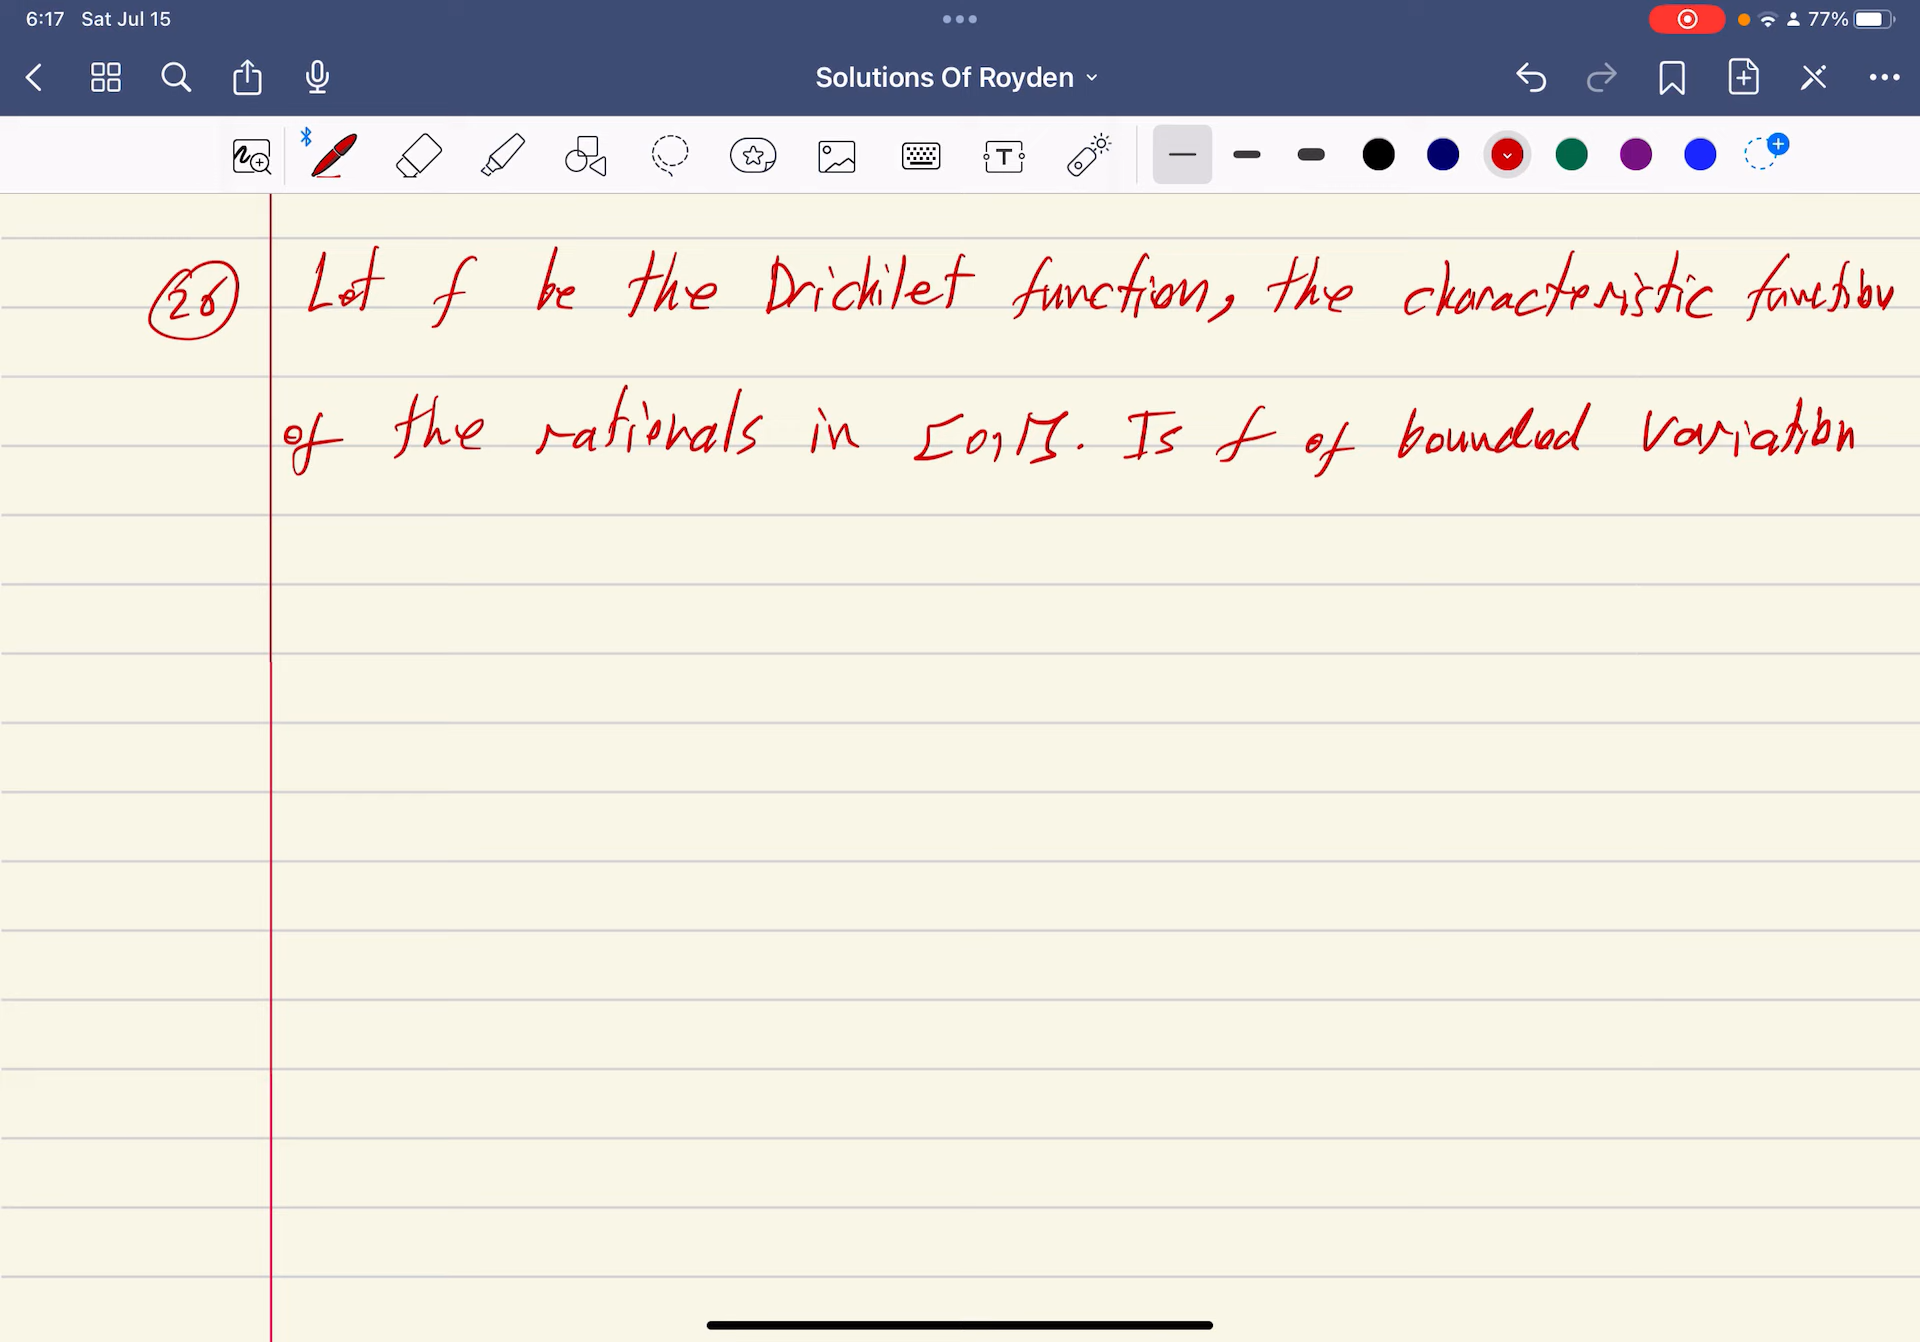 6:17 Sat Jul 15
77%
Solutions Of Royden
T
26 Let f be the Drichilet function, the characteristic function
of the rationals in [0,1]. Is f of bounded variation